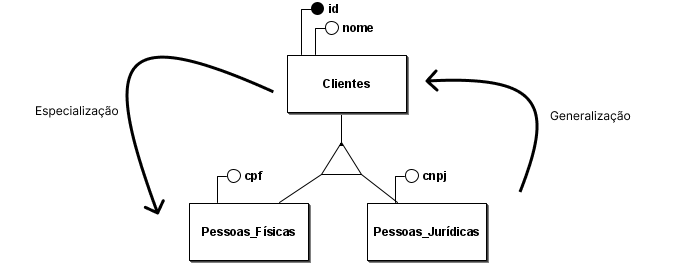 id
nome
Clientes
Especialização
Generalização
cpf
cnpj
Pessoas_Físicas
Pessoas_Jurídicas